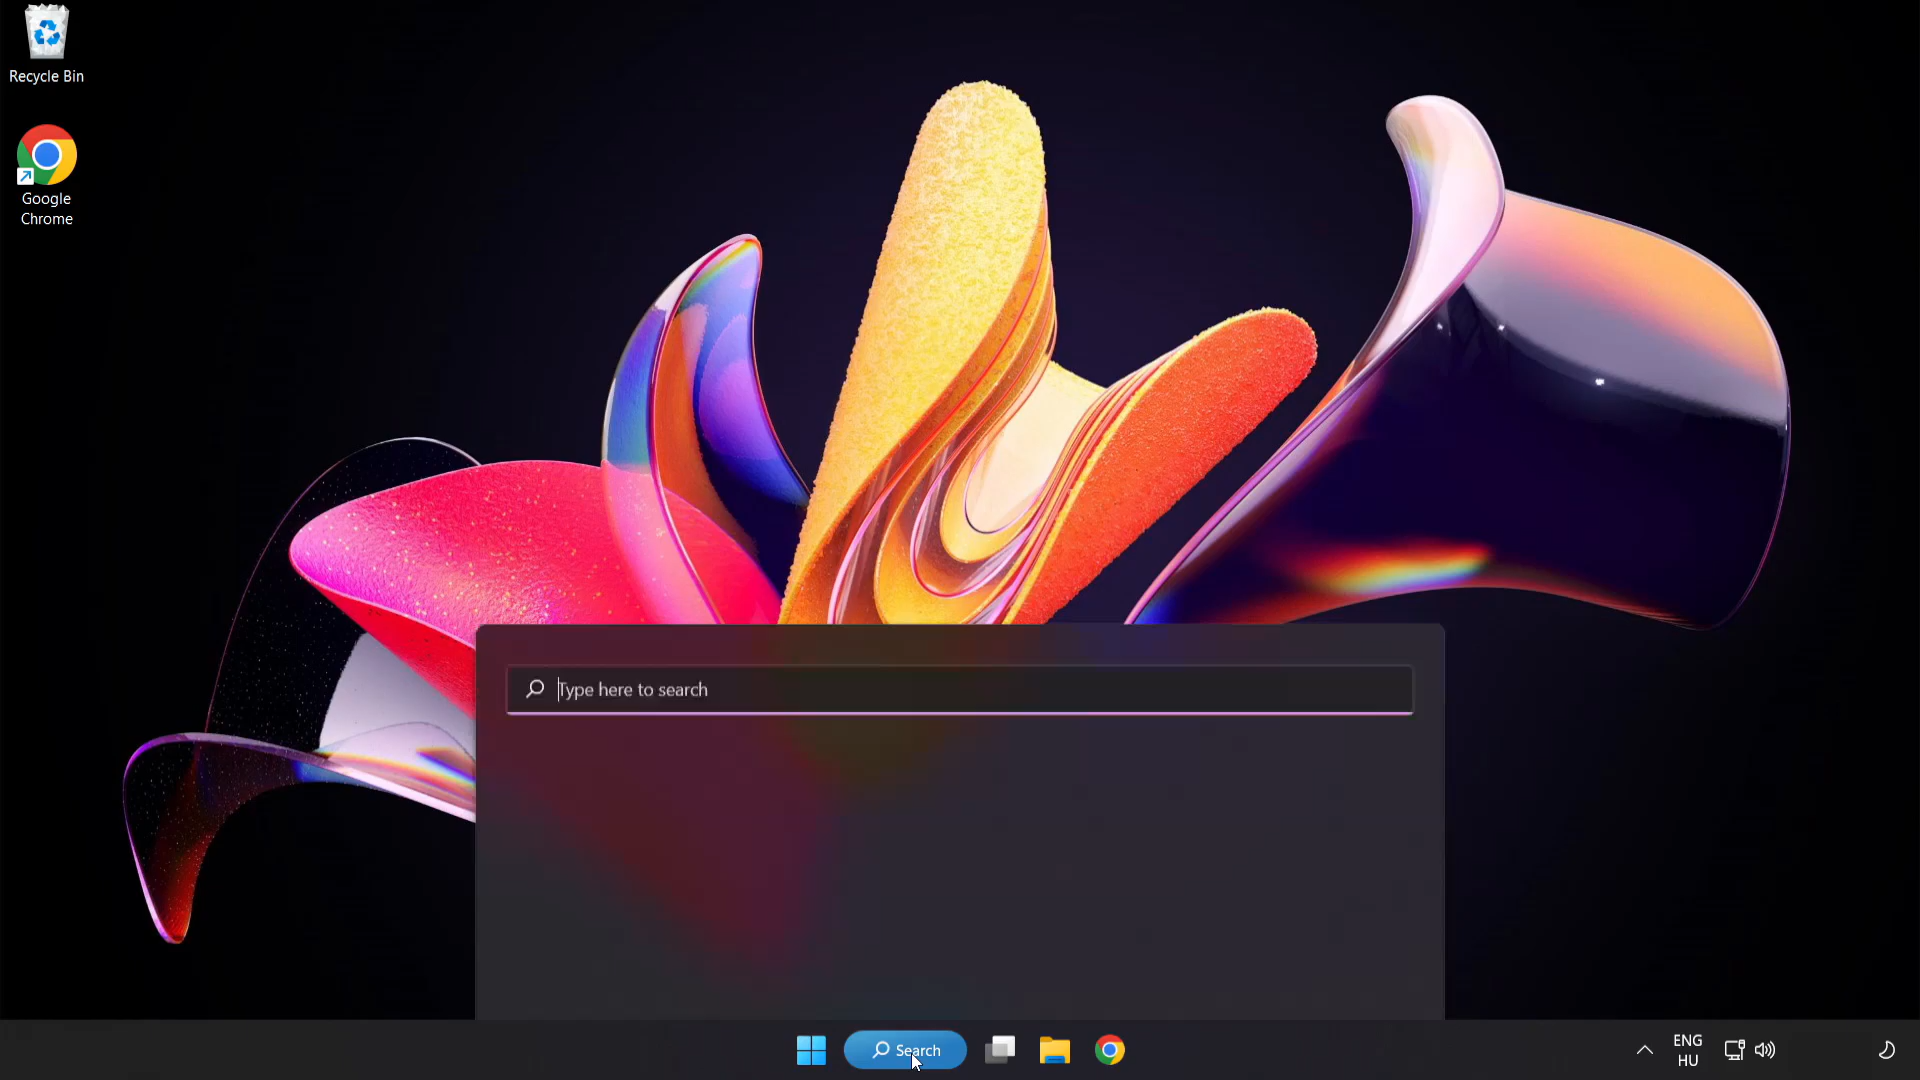 Recycle Bin
Google
Chrome
Type here to search
Search
ENG
HU